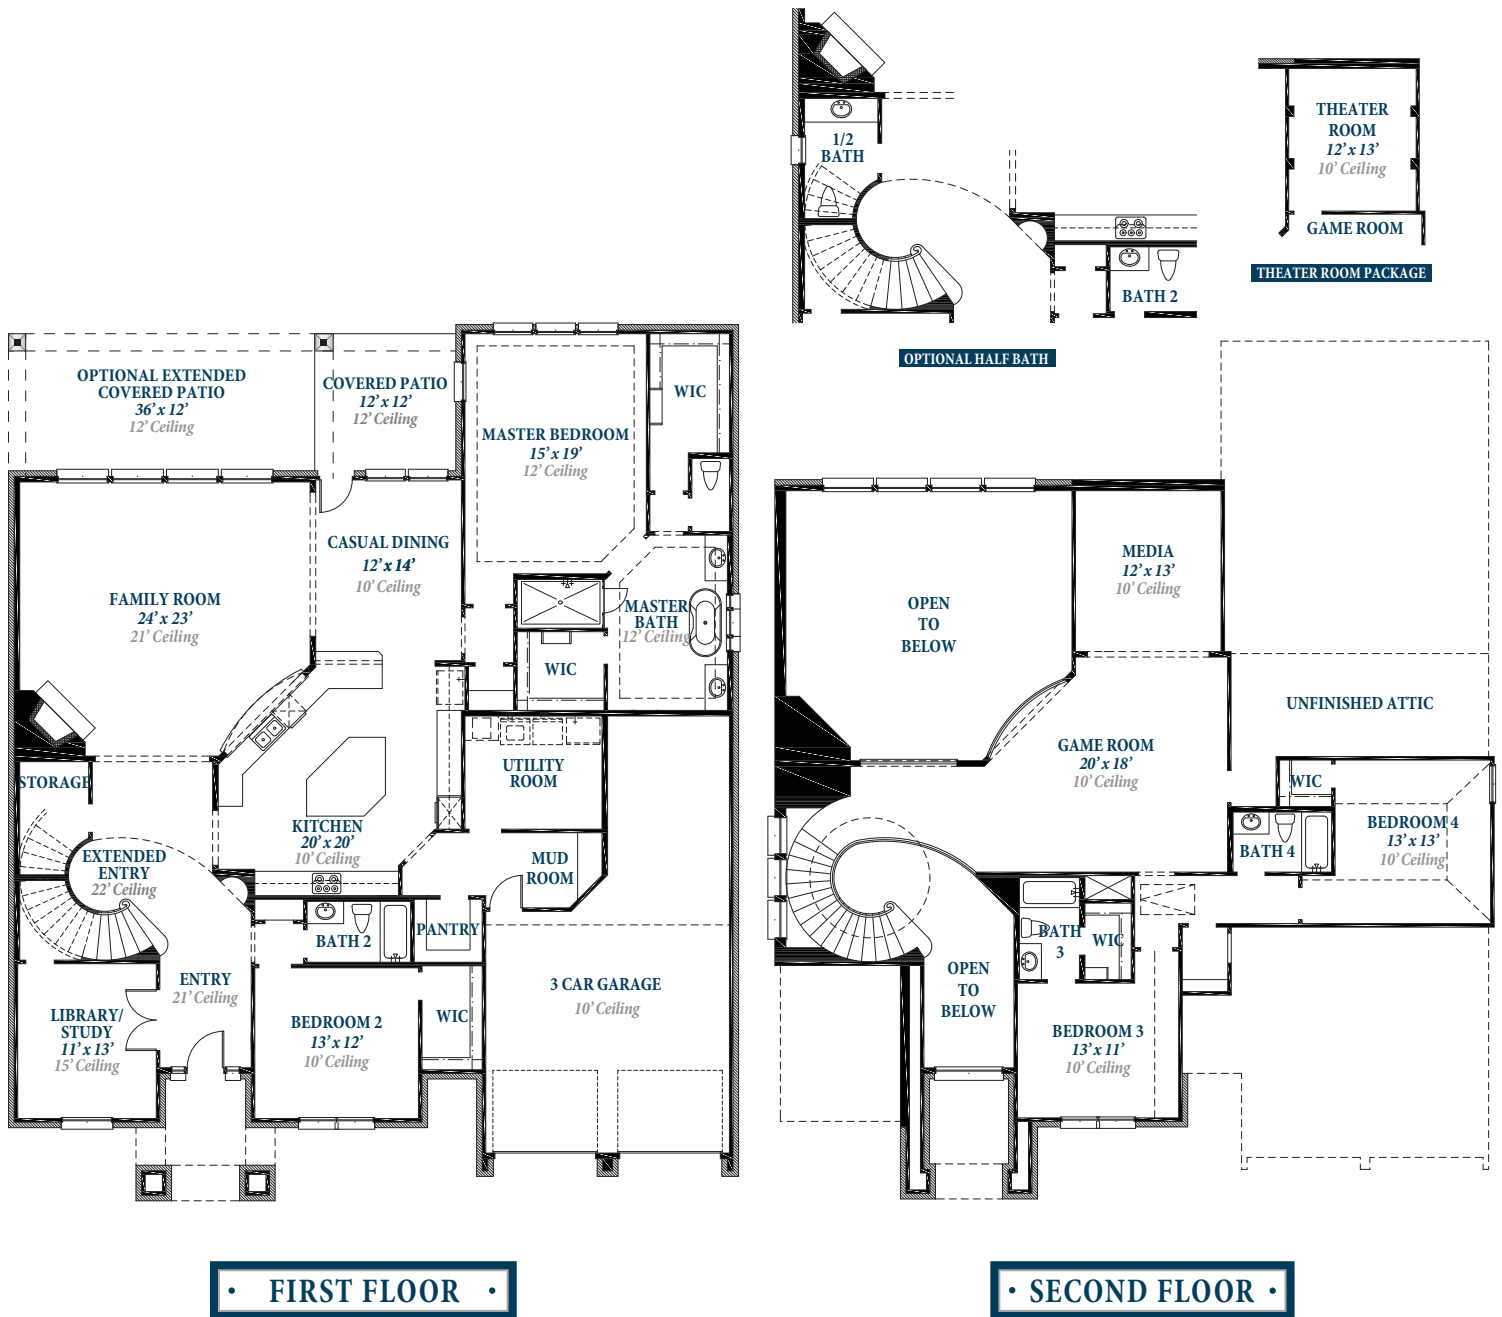 1/2
BATH
BATH 2
OPTIONAL HALF BATH
THEATER
ROOM
12’ x 13’
10’ Ceiling
GAME ROOM
THEATER ROOM PACKAGE
OPTIONAL EXTENDED
COVERED PATIO
36’ x 12’
12’ Ceiling
COVERED PATIO
12’ x 12’
12’ Ceiling
MASTER BEDROOM
15’ x 19’
12’ Ceiling
WIC
CASUAL DINING
12’ x 14’
10’ Ceiling
FAMILY ROOM
24’ x 23’
21’ Ceiling
MASTER
BATH
12’ Ceiling
WIC
STORAGE
UTILITY
ROOM
KITCHEN
20’ x 20’
10’ Ceiling
EXTENDED
ENTRY
22’ Ceiling
MUD
ROOM
BATH 2
PANTRY
ENTRY
21’ Ceiling
LIBRARY/
STUDY
11’ x 13’
15’ Ceiling
BEDROOM 2
13’ x 12’
10’ Ceiling
WIC
3 CAR GARAGE
10’ Ceiling
FIRST FLOOR
OPEN
TO
BELOW
MEDIA
12’ x 13’
10’ Ceiling
UNFINISHED ATTIC
GAME ROOM
20’ x 18’
10’ Ceiling
WIC
BEDROOM 4
13’ x 13’
10’ Ceiling
BATH 4
BATH
3
WIC
OPEN
TO
BELOW
BEDROOM 3
13’ x 11’
10’ Ceiling
SECOND FLOOR